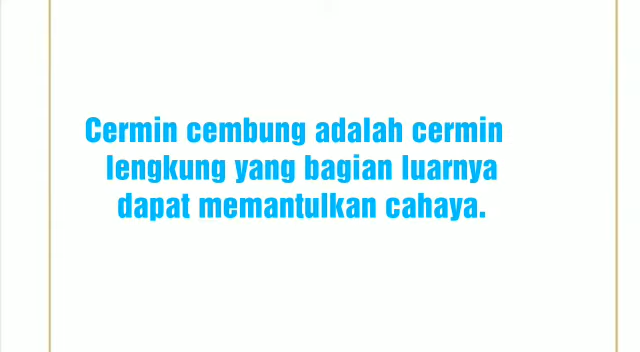 Cermin cembung adalah cermin
lengkung yang bagian luarnya
dapat memantulkan cahaya.